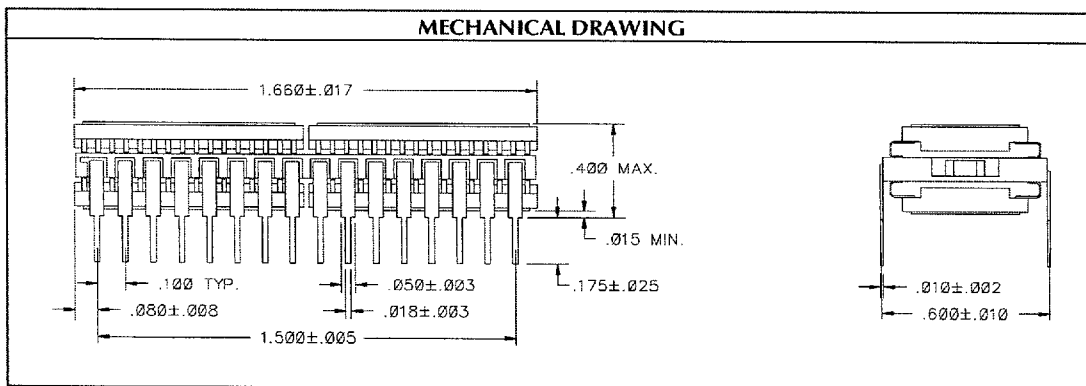 MECHANICAL DRAWING
1.660±.017
.400 MAX.
.015 MIN.
.100 TYP.
.050±.003
.175±.025
.080±.008
.018±.003
1.500±.005
.010±.002
.600±.010